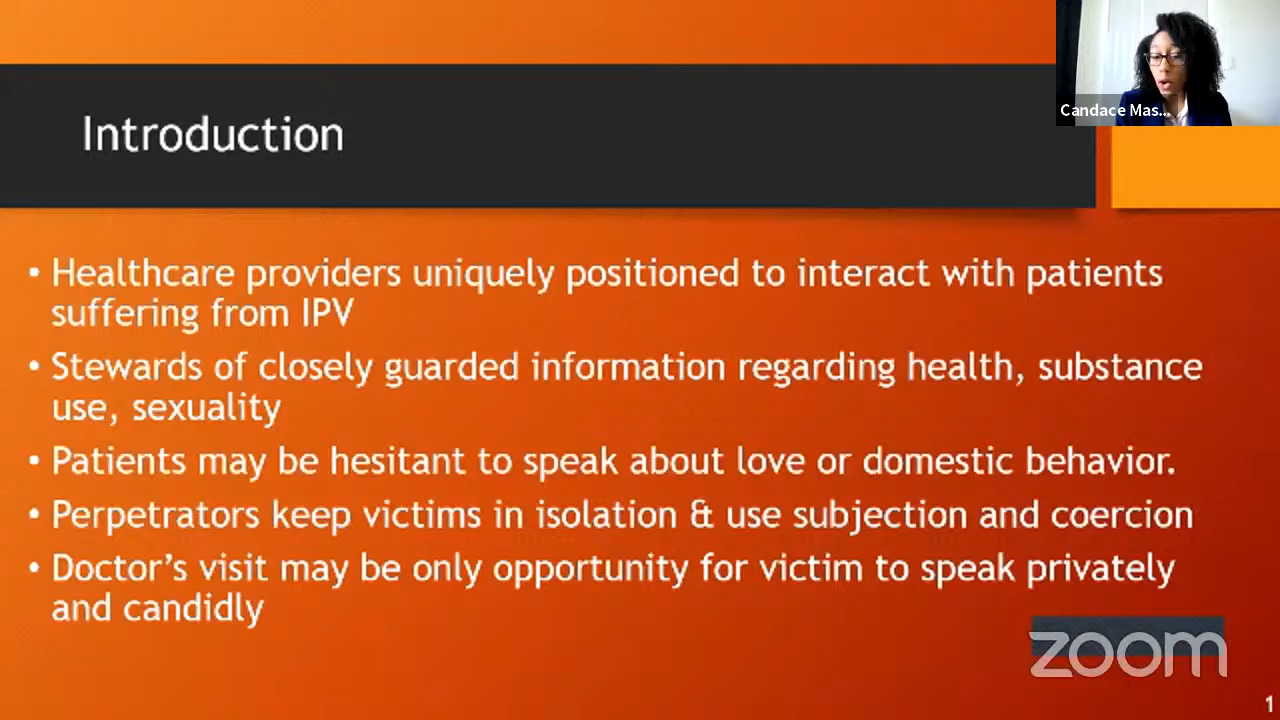 Candace Mas...
Introduction
• Healthcare providers uniquely positioned to interact with patients
suffering from IPV
• Stewards of closely guarded information regarding health, substance
use, sexuality
• Patients may be hesitant to speak about love or domestic behavior.
• Perpetrators keep victims in isolation & use subjection and coercion
• Doctor’s visit may be only opportunity for victim to speak privately
and candidly
zoom
1